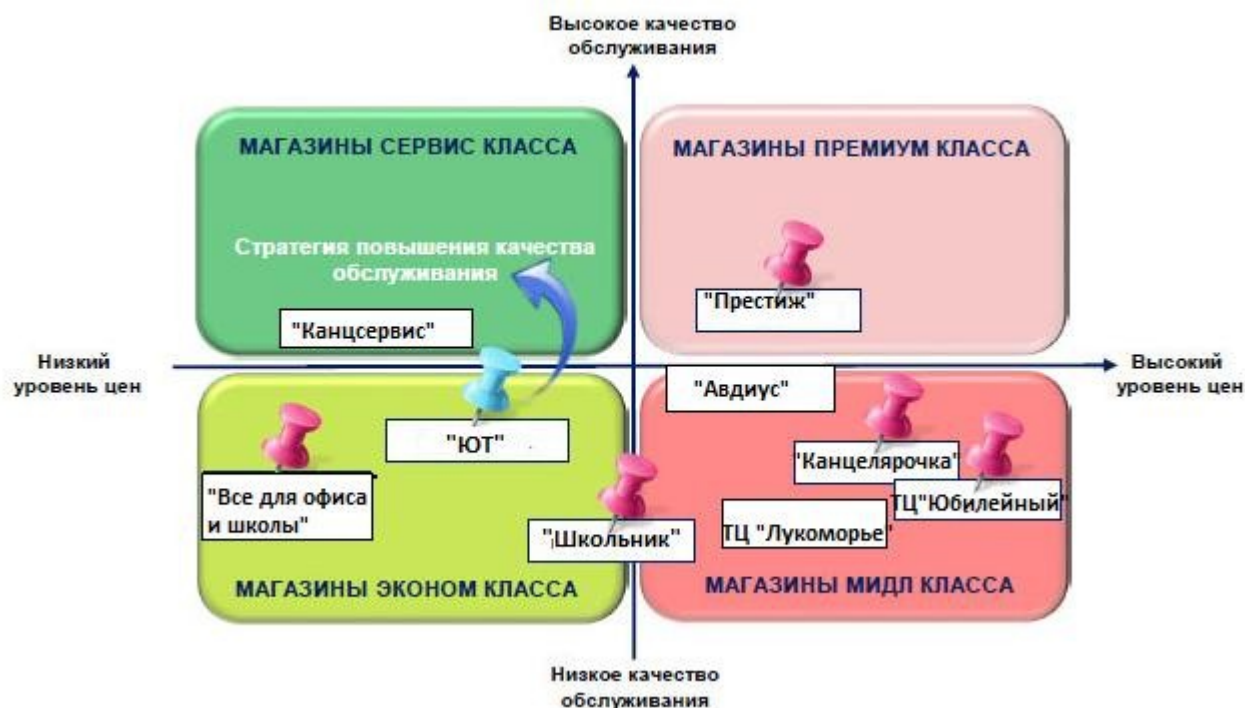 Высокое качество
обслуживания
МАГАЗИНЫ СЕРВИС КЛАССА
МАГАЗИНЫ ПРЕМИУМ КЛАССА
Стратегия повышения качества
обслуживания
"Престиж"
"Канцсервис"
Низкий
уровень цен
Высокий
уровень цен
"Авдиус"
"ЮТ"
"Канцелярочка"
"Все для офиса
и школы"
ТЦ"Юбилейный"
"Школьник"
ТЦ "Лукоморье"
МАГАЗИНЫ ЭКОНОМ КЛАССА
МАГАЗИНЫ МИДЛ КЛАССА
Низкое качество
обслуживания